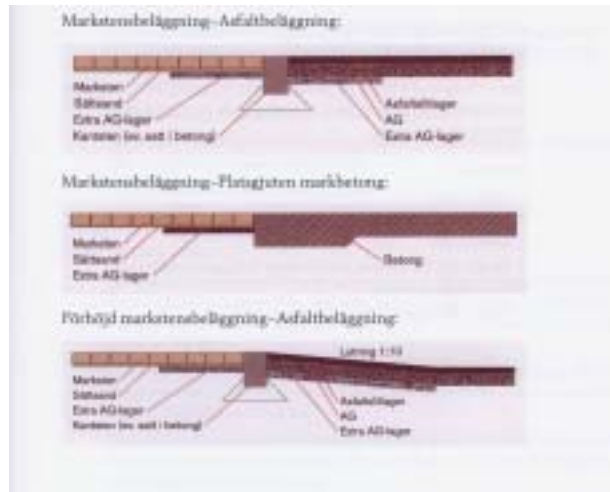 Markstensbeläggning–Asfaltbeläggning:
Marksten
Sättsand
Extra AG-lager
Kantsten (ev. satt i betong)
Asfaltslitlager
AG
Extra AG-lager
Markstensbeläggning–Platsgjuten markbetong:
Marksten
Sättsand
Extra AG-lager
Betong
Förhöjd markstensbeläggning–Asfaltbeläggning:
Lutning 1:10
Marksten
Sättsand
Extra AG-lager
Kantsten (ev. satt i betong)
Asfaltslitlager
AG
Extra AG-lager